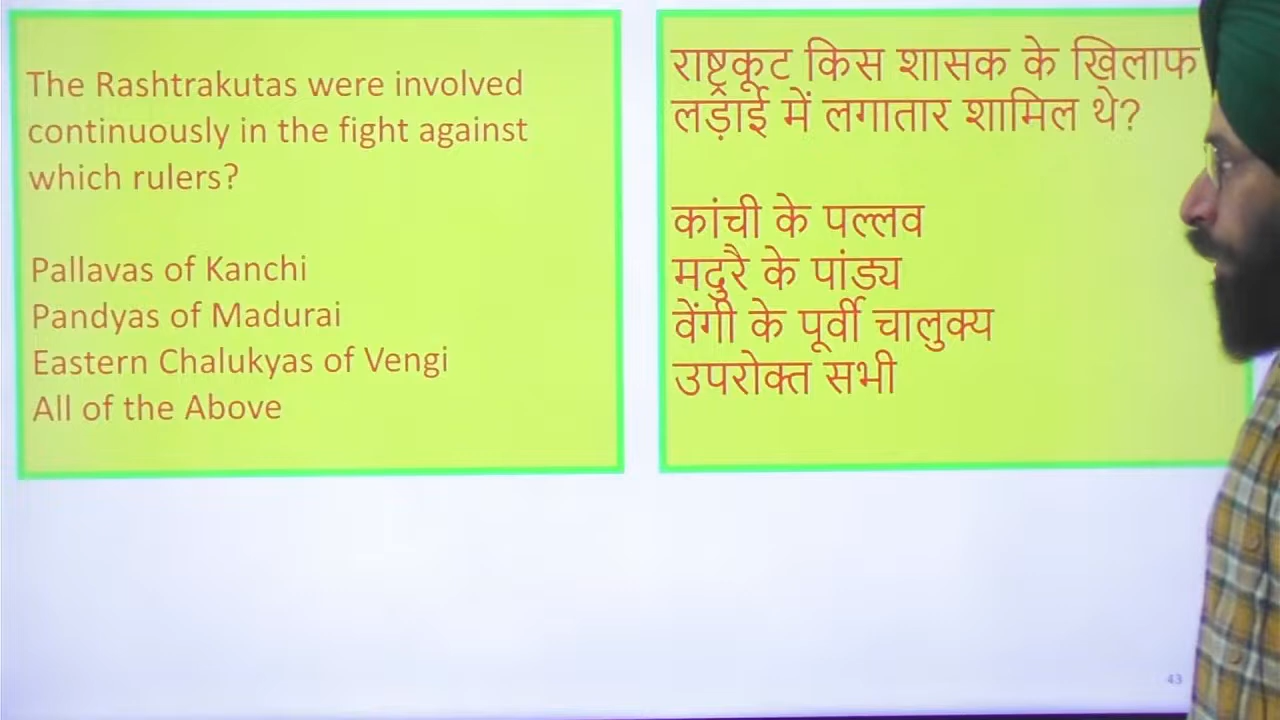 The Rashtrakutas were involved
continuously in the fight against
which rulers?
Pallavas of Kanchi
Pandyas of Madurai
Eastern Chalukyas of Vengi
All of the Above
राष्ट्रकूट किस शासक के खिलाफ
लड़ाई में लगातार शामिल थे?
कांची के पल्लव
मदुरै के पांड्य
वेंगी के पूर्वी चालुक्य
उपरोक्त सभी
43